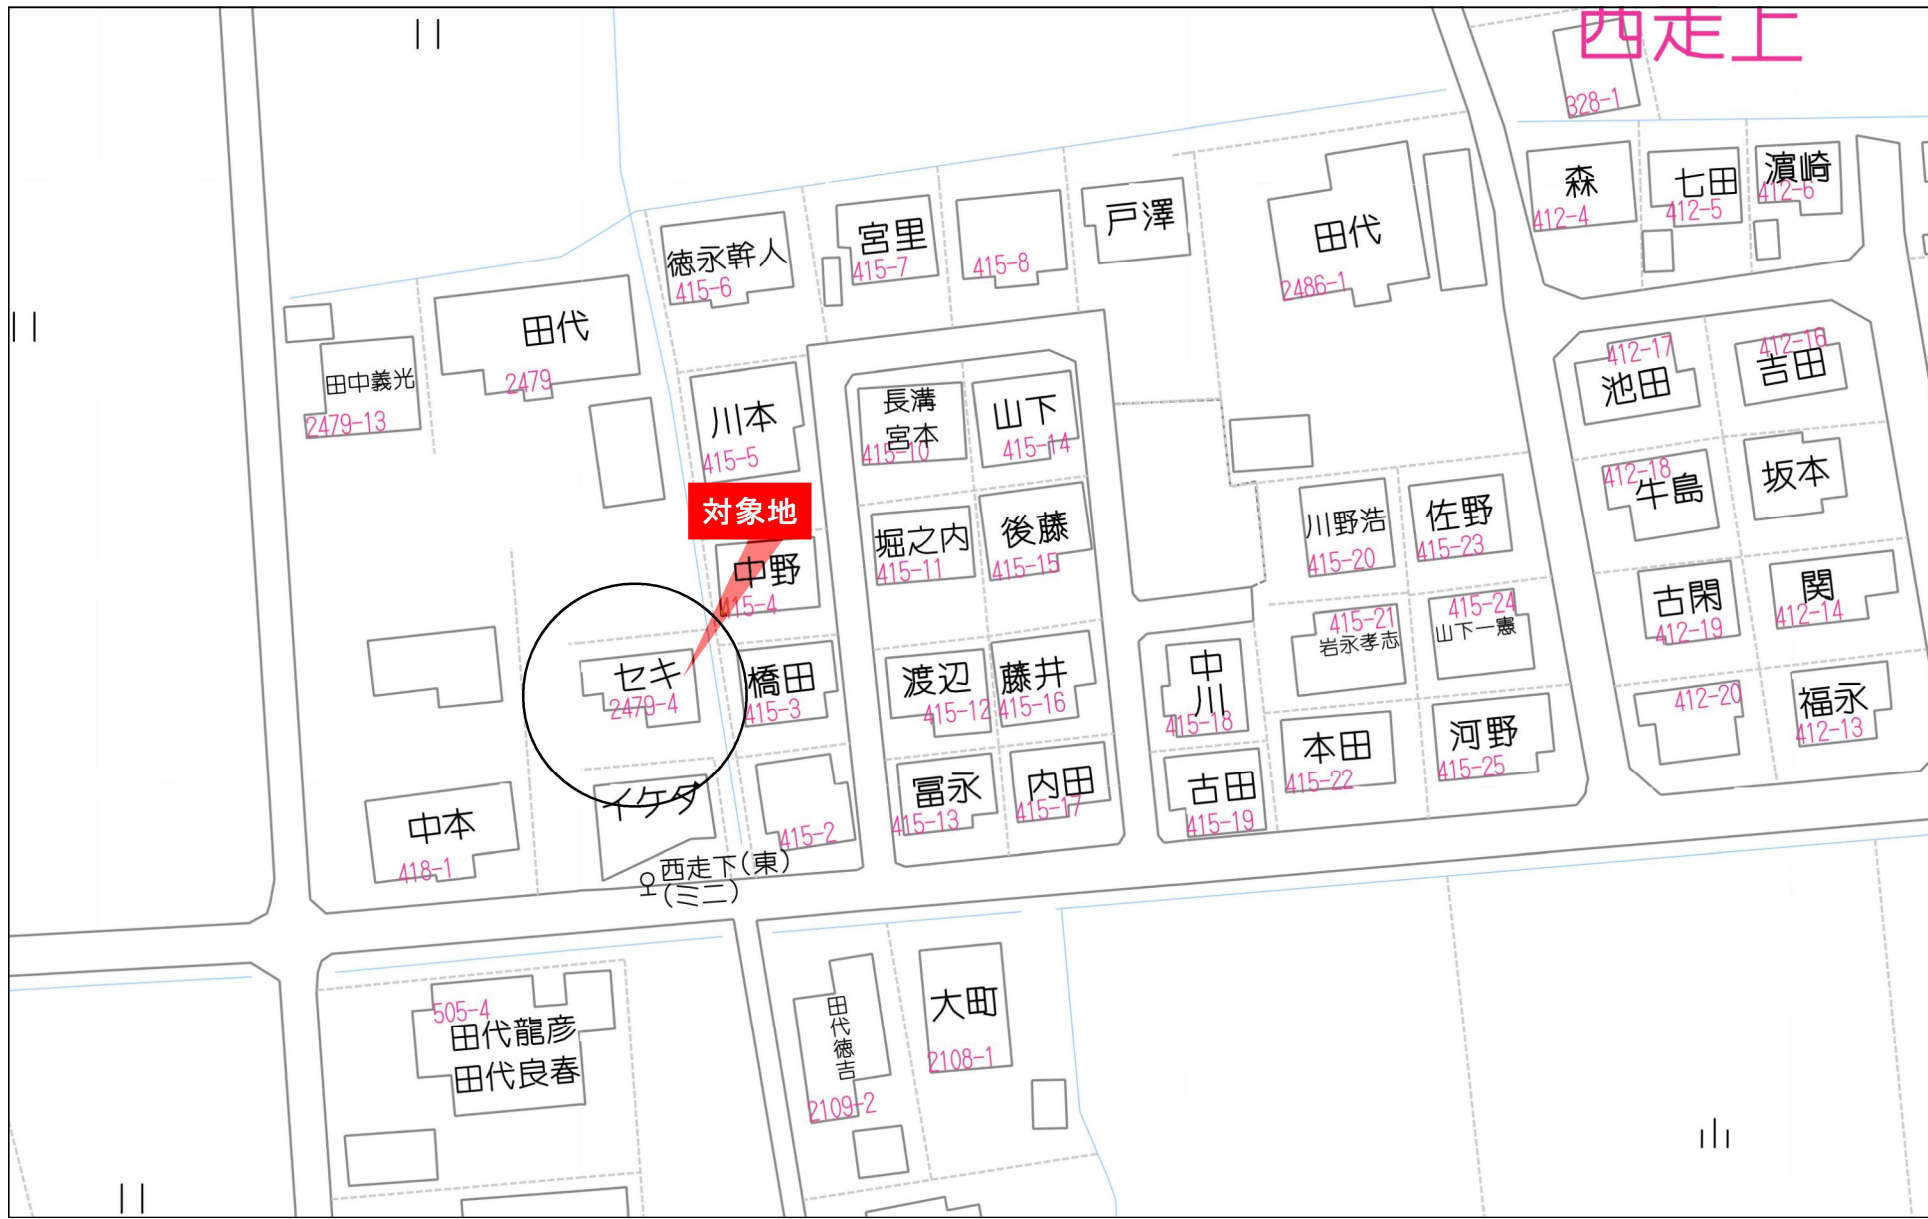 西走上
328-1
森
412-4
七田
412-5
濵崎
412-6
戸澤
田代
2486-1
宮里
415-7
415-8
徳永幹人
415-6
田代
2479
田中義光
2479-13
川本
415-5
長溝
宮本
415-10
山下
415-14
412-17
池田
412-16
吉田
対象地
中野
415-4
堀之内
415-11
後藤
415-15
川野浩
415-20
佐野
415-23
412-18
牛島
坂本
セキ
2479-4
橋田
415-3
渡辺
415-12
藤井
415-16
中川
415-18
415-21
岩永孝志
415-24
山下一憲
古閑
412-19
関
412-14
412-20
福永
412-13
中本
418-1
イケダ
415-2
冨永
415-13
内田
415-17
古田
415-19
本田
415-22
河野
415-25
西走下(東)
(ミニ)
505-4
田代龍彦
田代良春
田代徳吉
2109-2
大町
2108-1